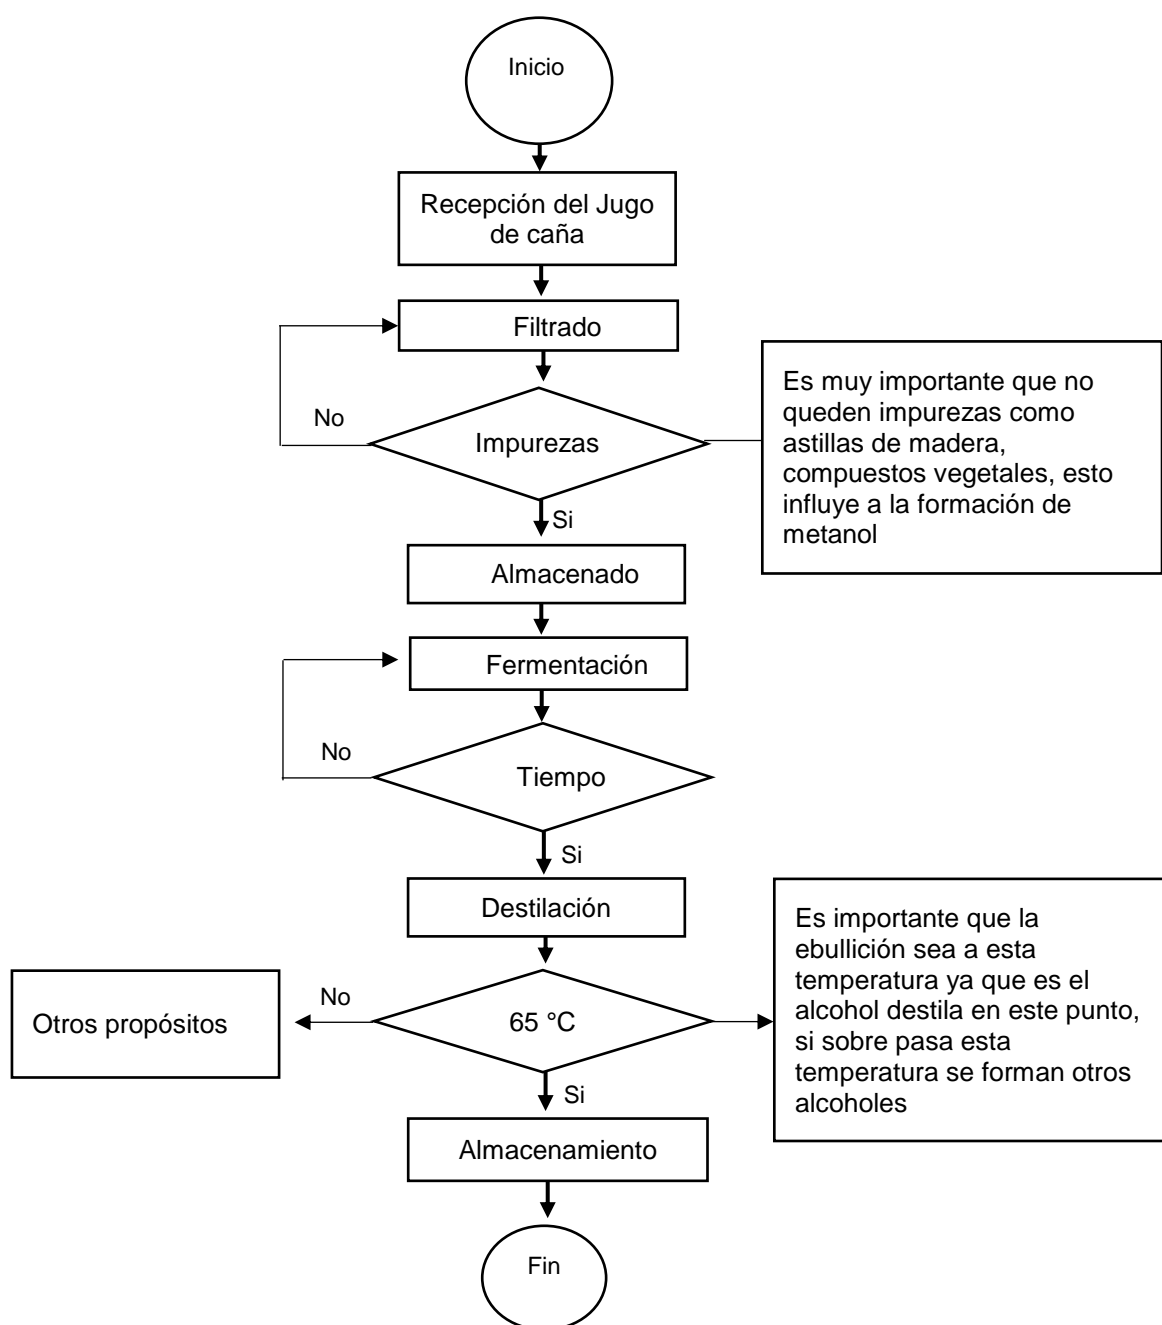 Inicio
Recepción del Jugo
de caña
Filtrado
No
Impurezas
Es muy importante que no
queden impurezas como
astillas de madera,
compuestos vegetales, esto
influye a la formación de
metanol
Si
Almacenado
Fermentación
No
Tiempo
Si
Destilación
No
Otros propósitos
65 °C
Es importante que la
ebullición sea a esta
temperatura ya que es el
alcohol destila en este punto,
si sobre pasa esta
temperatura se forman otros
alcoholes
Si
Almacenamiento
Fin